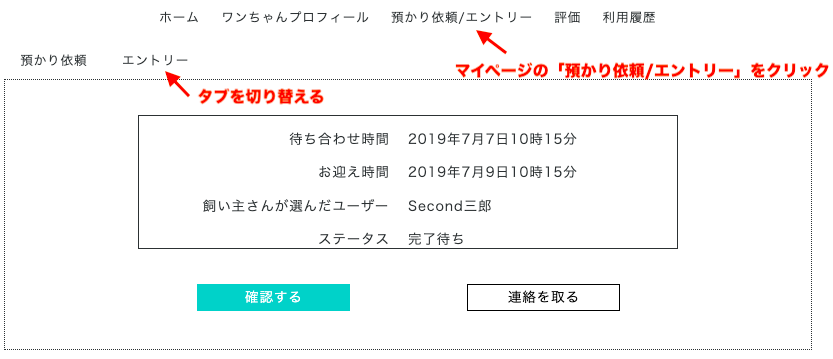 ホーム ワンちゃんプロフィール 預かり依頼/エントリー 評価 利用履歴
預かり依頼 エントリー
マイページの「預かり依頼/エントリー」をクリック
タブを切り替える
待ち合わせ時間 2019年7月7日10時15分
お迎え時間 2019年7月9日10時15分
飼い主さんが選んだユーザー Second三郎
ステータス 完了待ち
確認する 連絡を取る